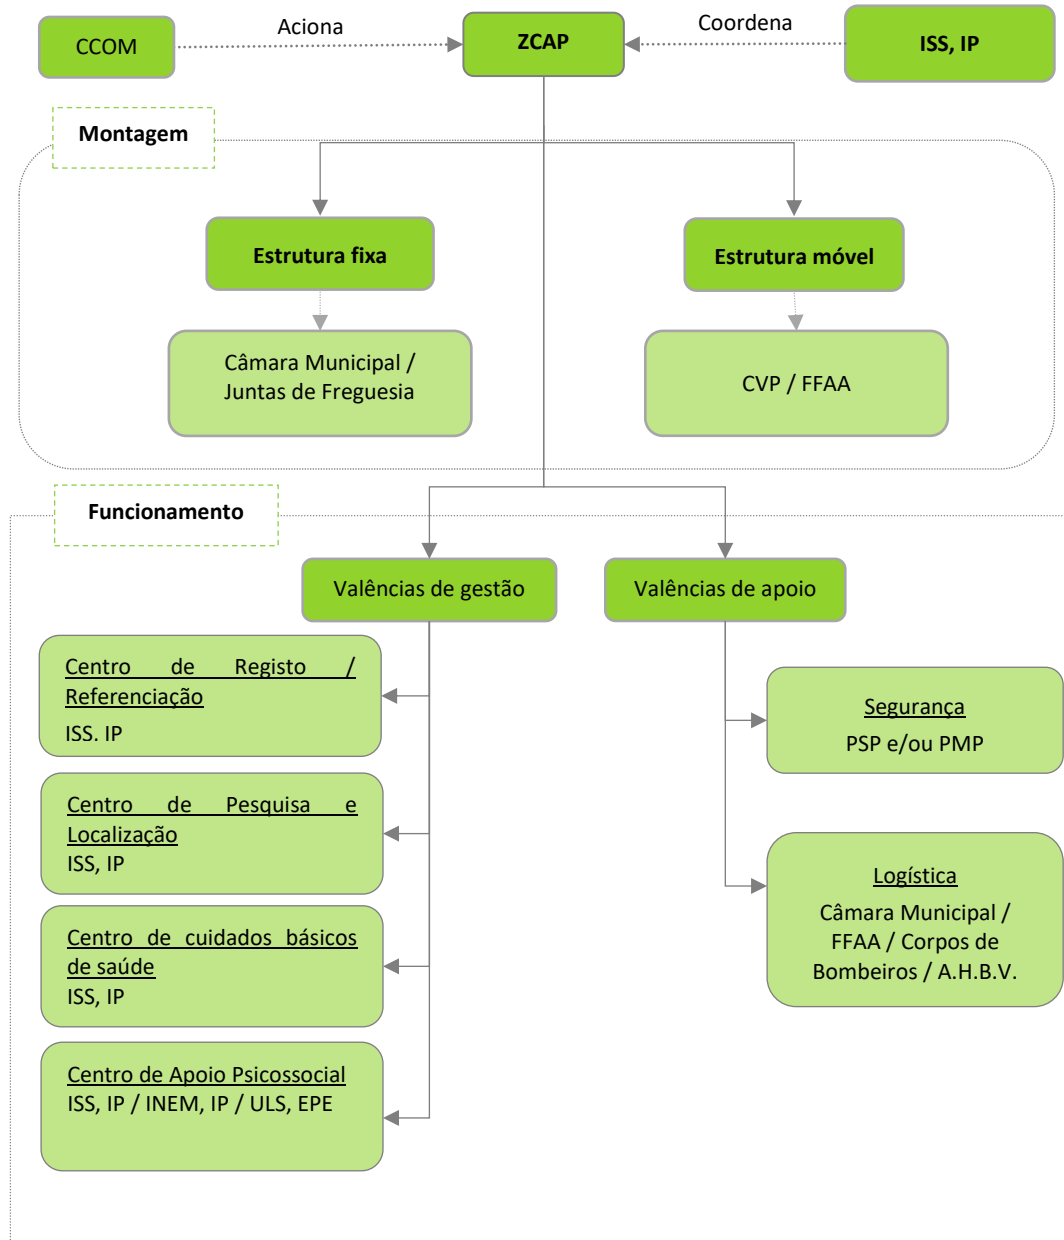 CCOM
Aciona
ZCAP
Coordena
ISS, IP
Montagem
Estrutura fixa
Estrutura móvel
Câmara Municipal /
Juntas de Freguesia
CVP / FFAA
Funcionamento
Valências de gestão
Valências de apoio
Centro de Registo /
Referenciação
ISS. IP
Centro de Pesquisa e
Localização
ISS, IP
Centro de cuidados básicos
de saúde
ISS, IP
Centro de Apoio Psicossocial
ISS, IP / INEM, IP / ULS, EPE
Segurança
PSP e/ou PMP
Logística
Câmara Municipal /
FFAA / Corpos de
Bombeiros / A.H.B.V.